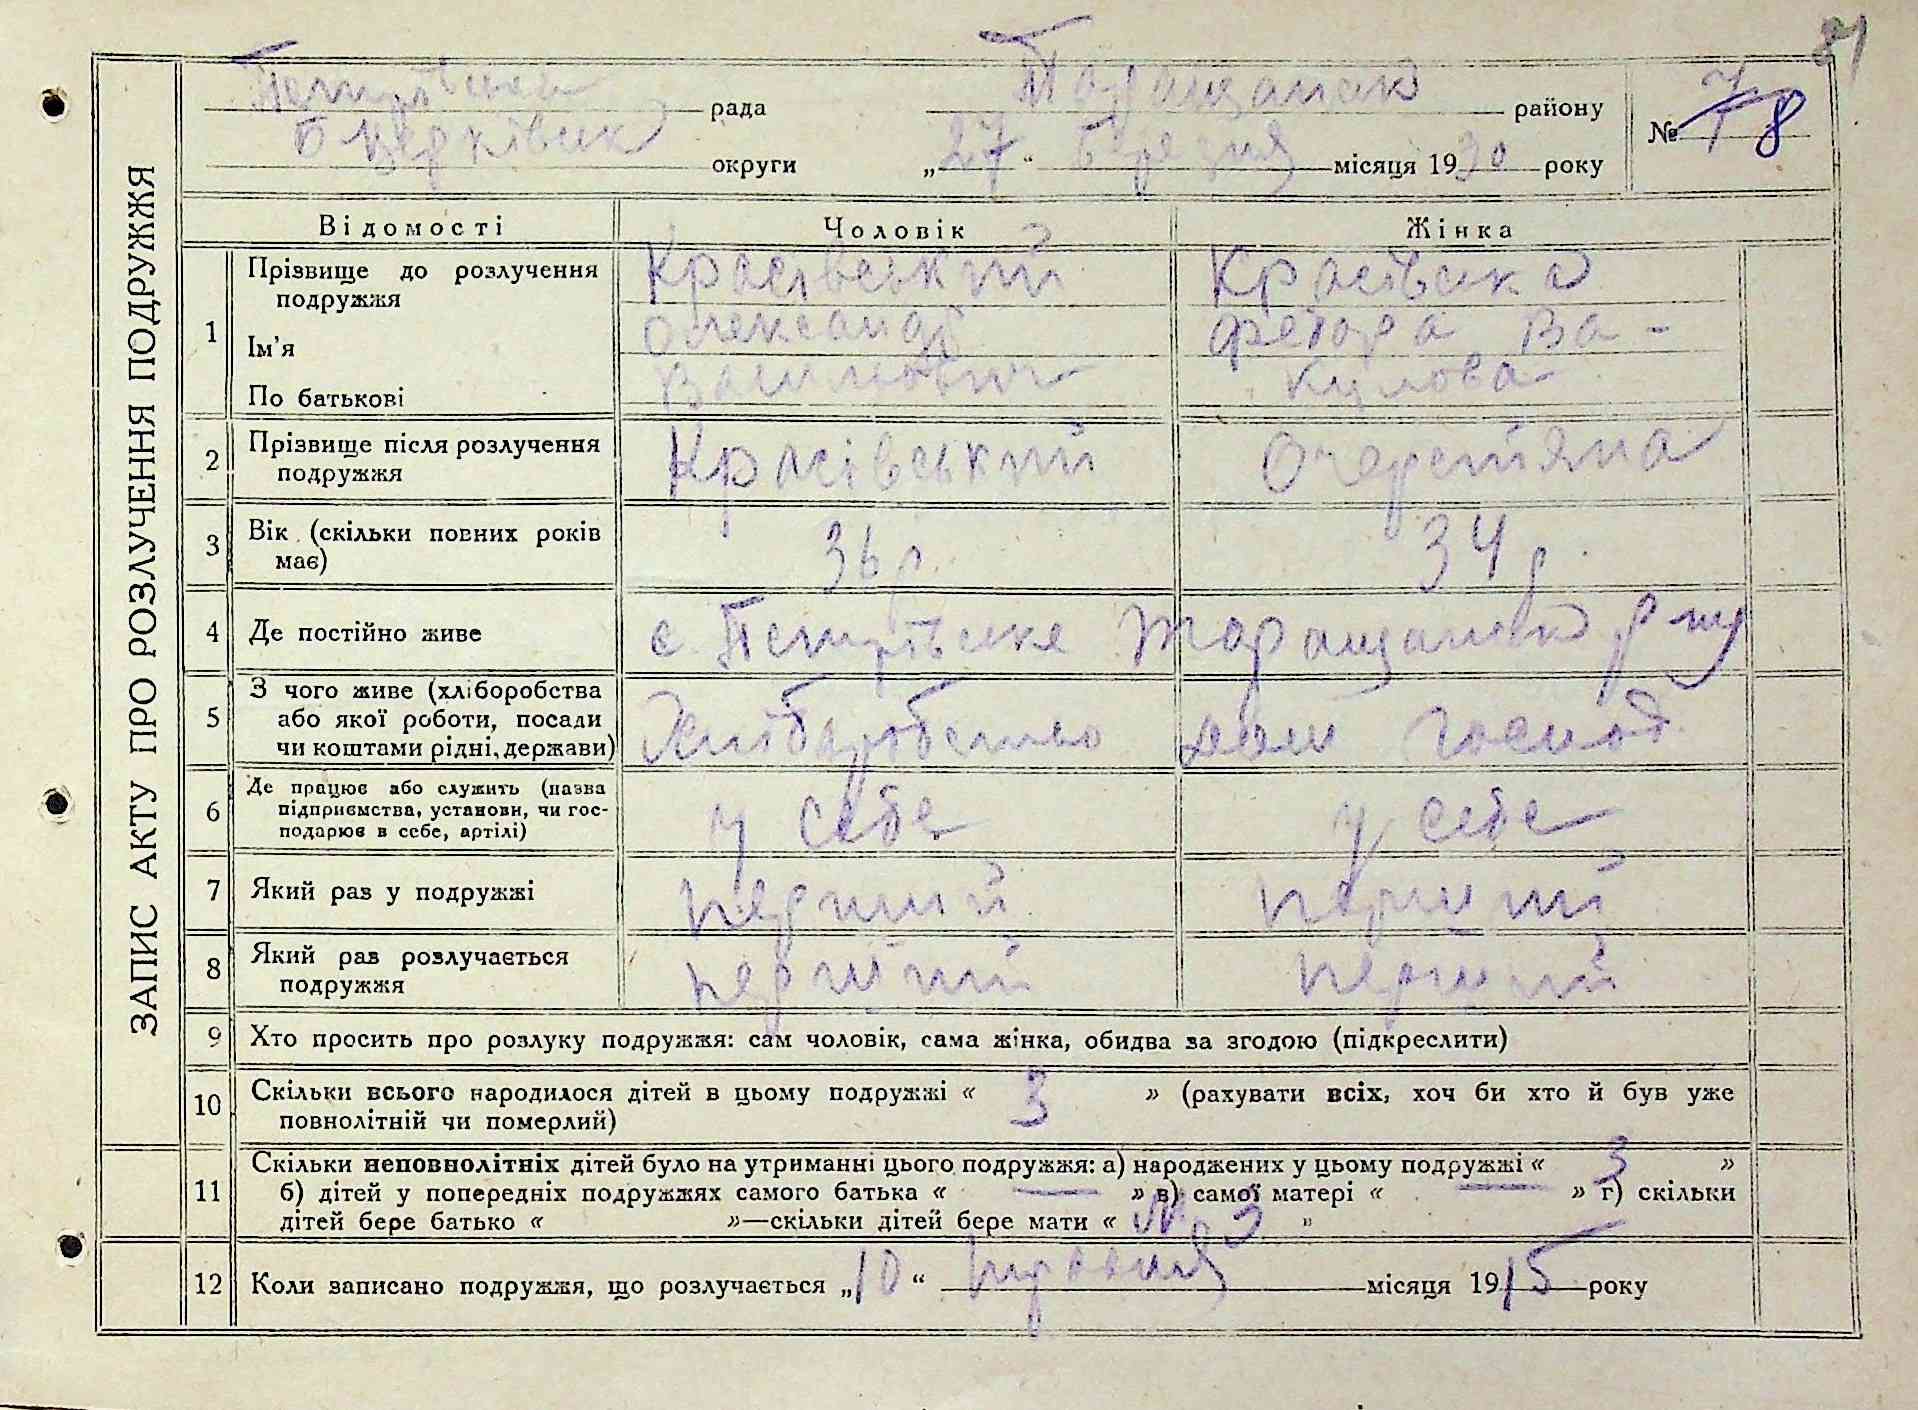 81
Петрівська рада Таращанськ району
№ 8
Б Церківськ округи „27“ березня місяця 1930 року
ЗАПИС АКТУ ПРО РОЗЛУЧЕННЯ ПОДРУЖЖЯ
Відомості Чоловік Жінка
1 Прізвище до розлучення подружжя Красівський Красівська
Ім'я Олександр Федора Ва-
По батькові Васильович кулова
2 Прізвище після розлучення подружжя Красівський Очеретяна
3 Вік (скільки повних років має) 36 р. 34 р.
4 Де постійно живе с. Петрівське Таращанськ р-ну
5 З чого живе (хліборобства
або якої роботи, посади
чи коштами рідні, держави) Хліборобство дом господ.
6 Де працює або служить (назва
підприємства, установи, чи гос-
подарює в себе, артілі) у себе у себе
7 Який раз у подружжі перший перший
8 Який раз розлучається
подружжя перший перший
9 Хто просить про розлуку подружжя: сам чоловік, сама жінка, обидва за згодою (підкреслити)
10 Скільки всього народилося дітей в цьому подружжі « 3 » (рахувати всіх, хоч би хто й був уже
повнолітній чи померлий)
11 Скільки неповнолітніх дітей було на утриманні цього подружжя: а) народжених у цьому подружжі « 3 »
б) дітей у попередніх подружжях самого батька « — » в) самої матері « — » г) скільки
дітей бере батько « »—скільки дітей бере мати « 3 »
12 Коли записано подружжя, що розлучається „10“ місяця 1915 року